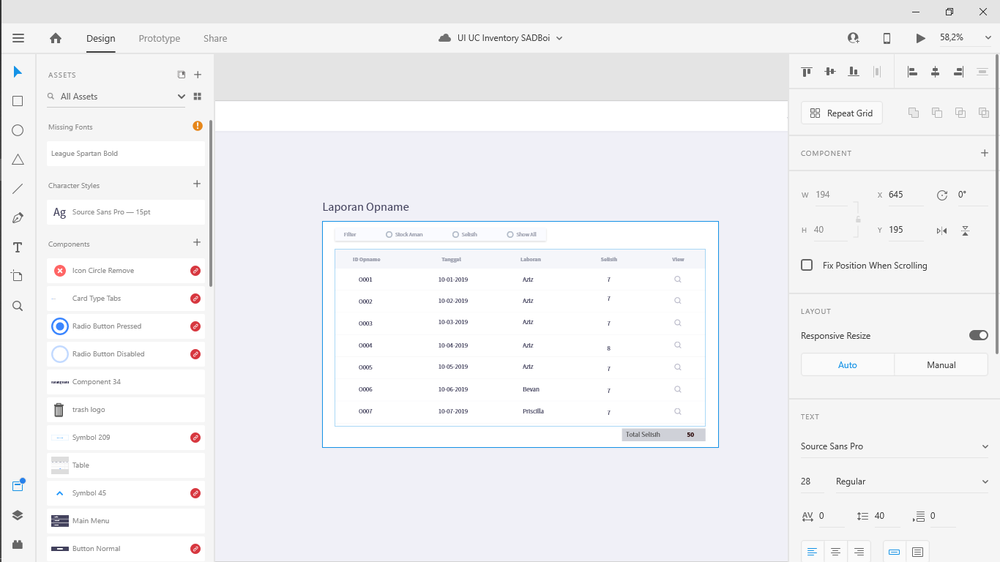 Design
Prototype
Share
UI UC Inventory SADBoi
58,2%
ASSETS
All Assets
Missing Fonts
League Spartan Bold
Character Styles
Ag Source Sans Pro — 15pt
Components
Icon Circle Remove
Card Type Tabs
Radio Button Pressed
Radio Button Disabled
Component 34
trash logo
Symbol 209
Table
Symbol 45
Main Menu
Button Normal
Laporan Opname
Filter Stock Aman Selisih Show All
ID Opname Tanggal Laboran Selisih View
O001 10-01-2019 Aziz 7
O002 10-02-2019 Aziz 7
O003 10-03-2019 Aziz 7
O004 10-04-2019 Aziz 8
O005 10-05-2019 Aziz 7
O006 10-06-2019 Bevan 7
O007 10-07-2019 Priscilla 7
Total Selisih 50
Repeat Grid
COMPONENT
W 194 X 645 0°
H 40 Y 195
Fix Position When Scrolling
LAYOUT
Responsive Resize
Auto Manual
TEXT
Source Sans Pro
28 Regular
AV 0 40 0